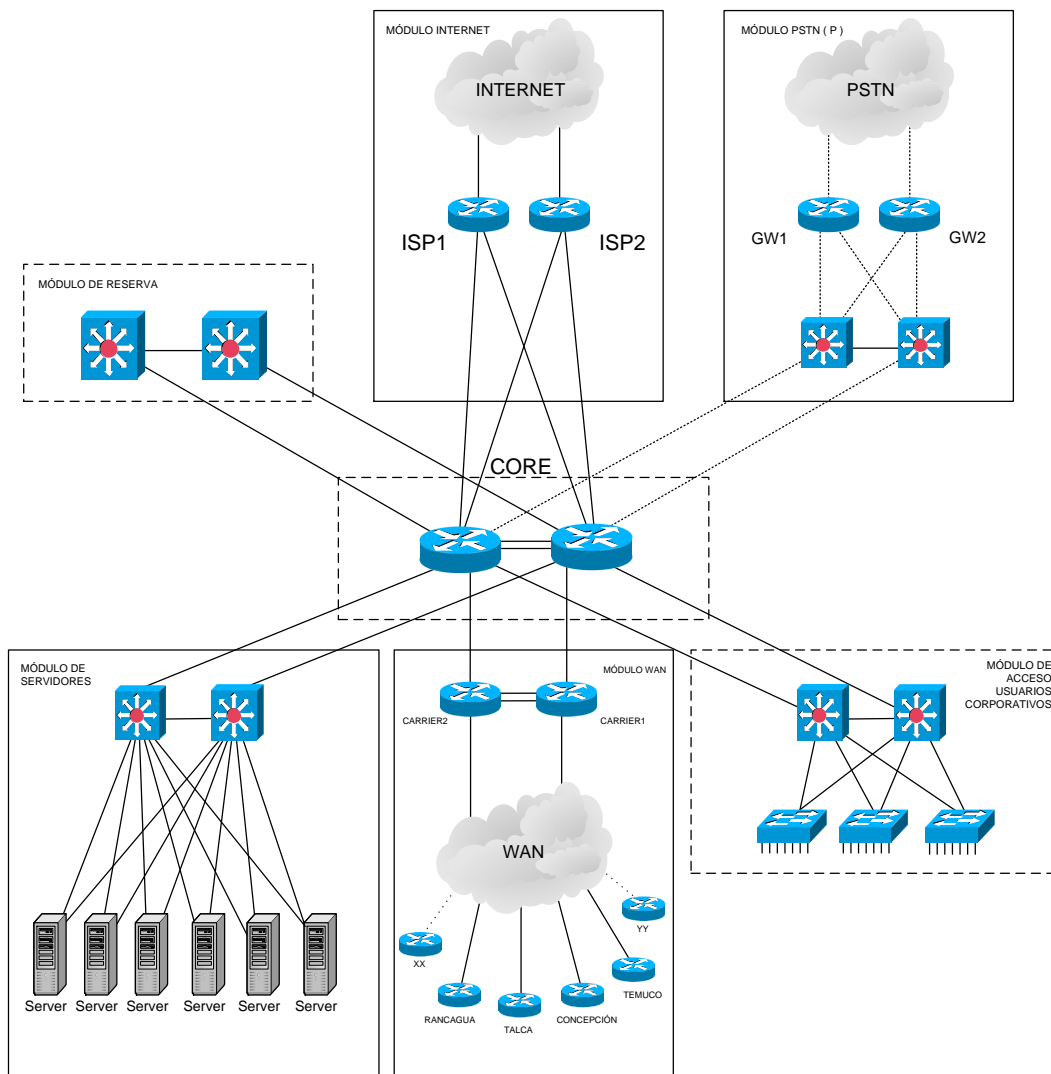 MÓDULO INTERNET
INTERNET
ISP1
ISP2
MÓDULO PSTN ( P )
PSTN
GW1
GW2
MÓDULO DE RESERVA
CORE
MÓDULO DE
SERVIDORES
Server
Server
Server
Server
Server
Server
MÓDULO WAN
CARRIER2
CARRIER1
WAN
XX
YY
RANCAGUA
TALCA
CONCEPCIÓN
TEMUCO
MÓDULO DE
ACCESO
USUARIOS
CORPORATIVOS